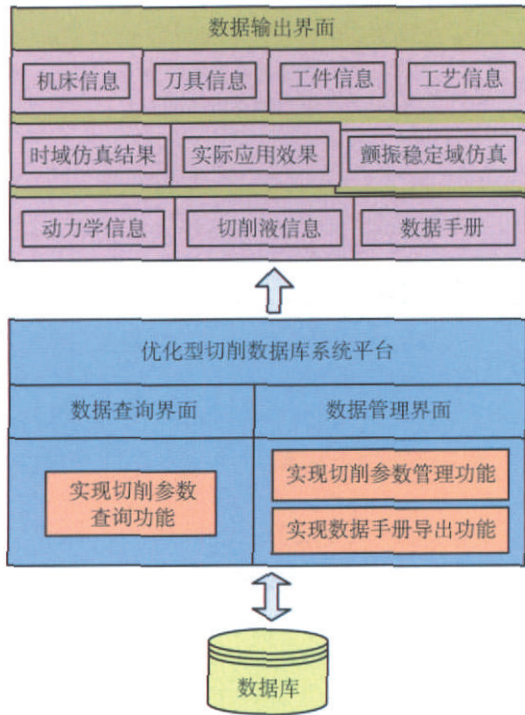 数据输出界面
机床信息
刀具信息
工件信息
工艺信息
时域仿真结果
实际应用效果
颤振稳定域仿真
动力学信息
切削液信息
数据手册
优化型切削数据库系统平台
数据查询界面
数据管理界面
实现切削参数
查询功能
实现切削参数管理功能
实现数据手册导出功能
数据库